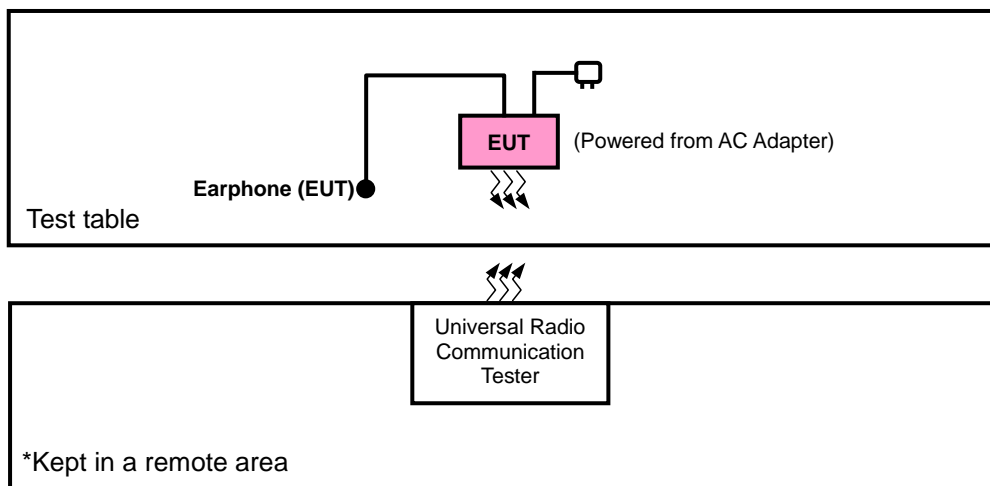 EUT
(Powered from AC Adapter)
Earphone (EUT)
Test table
Universal Radio
Communication
Tester
*Kept in a remote area